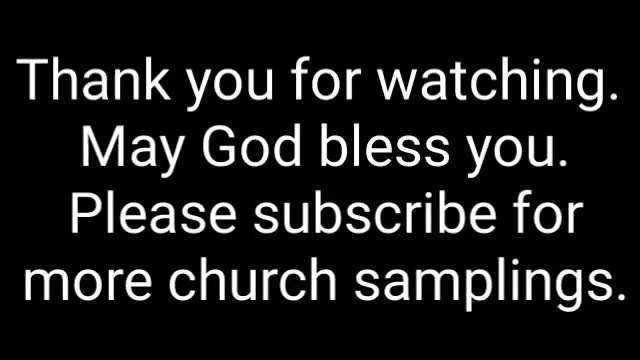 Thank you for watching.
May God bless you.
Please subscribe for
more church samplings.